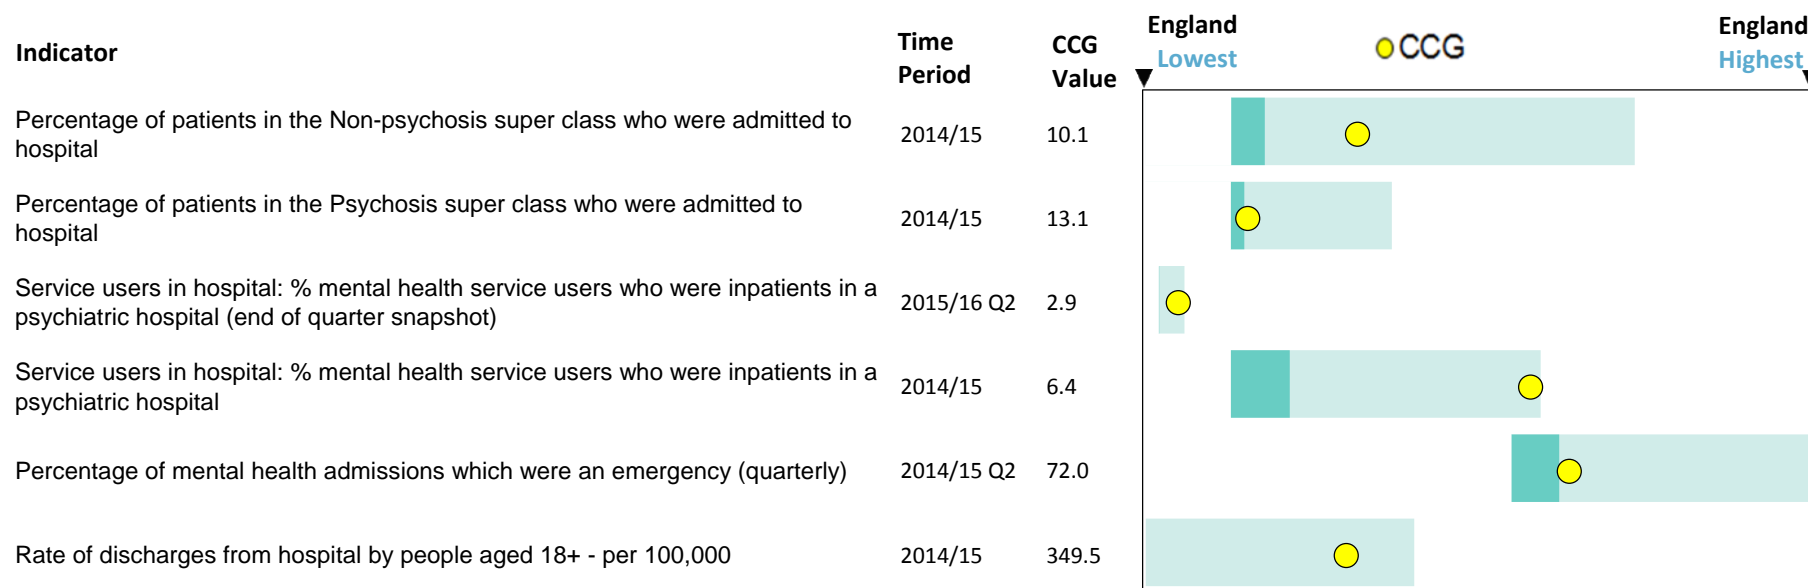 Indicator
Time
Period
CCG
Value
England
Lowest
CCG
England
Highest
Percentage of patients in the Non-psychosis super class who were admitted to
hospital
2014/15
10.1
Percentage of patients in the Psychosis super class who were admitted to
hospital
2014/15
13.1
Service users in hospital: % mental health service users who were inpatients in a
psychiatric hospital (end of quarter snapshot)
2015/16 Q2
2.9
Service users in hospital: % mental health service users who were inpatients in a
psychiatric hospital
2014/15
6.4
Percentage of mental health admissions which were an emergency (quarterly)
2014/15 Q2
72.0
Rate of discharges from hospital by people aged 18+ - per 100,000
2014/15
349.5